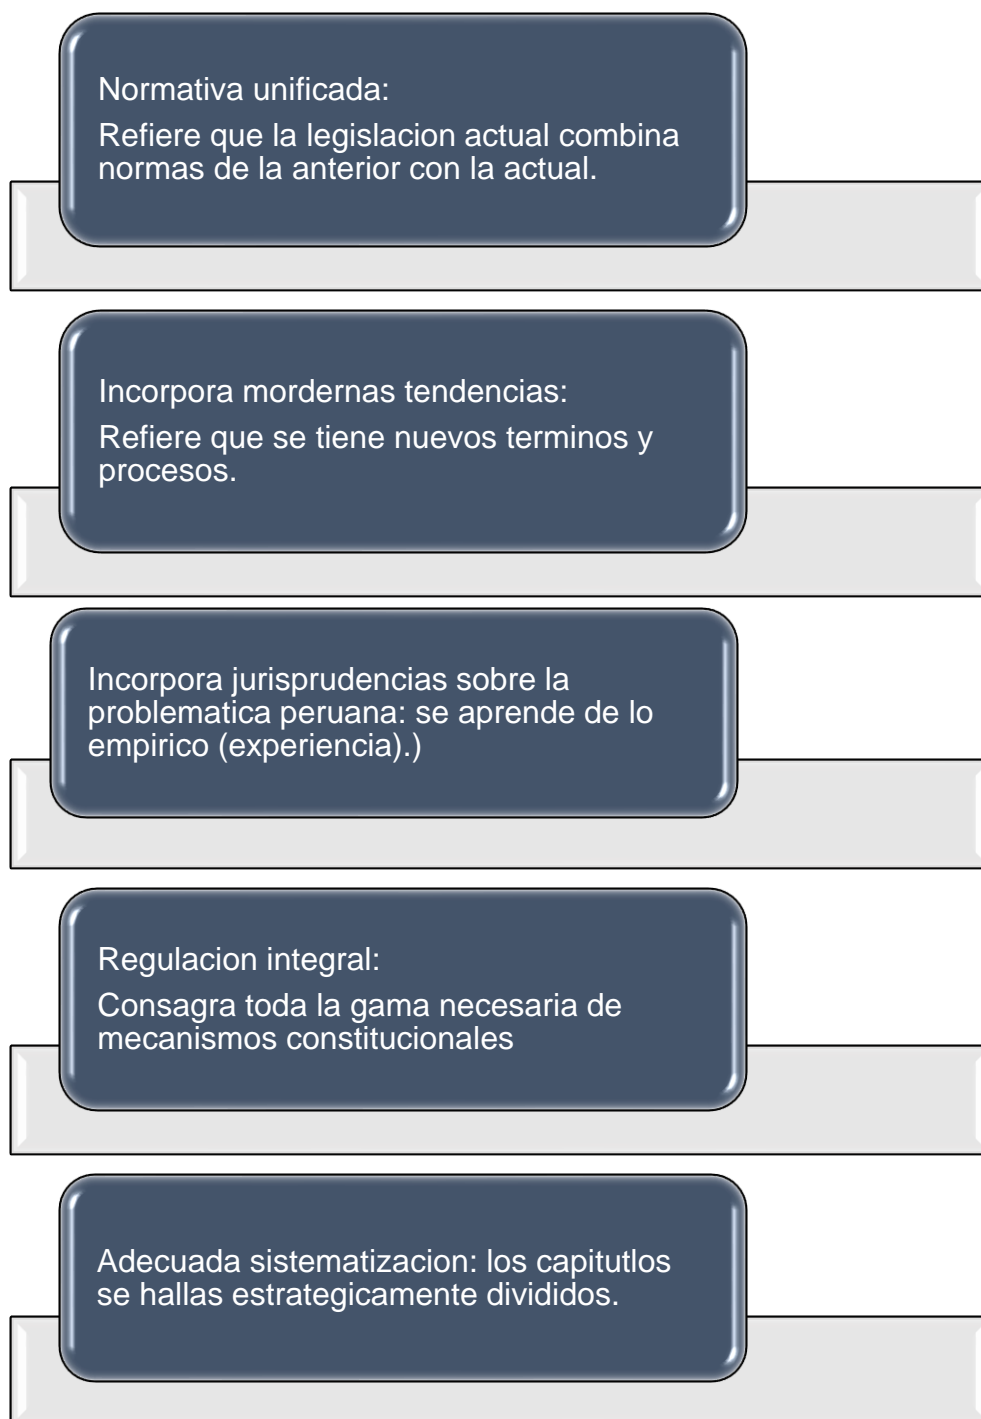 Normativa unificada:
Refiere que la legislacion actual combina
normas de la anterior con la actual.
Incorpora mordernas tendencias:
Refiere que se tiene nuevos terminos y
procesos.
Incorpora jurisprudencias sobre la
problematica peruana: se aprende de lo
empirico (experiencia).)
Regulacion integral:
Consagra toda la gama necesaria de
mecanismos constitucionales
Adecuada sistematizacion: los capitutlos
se hallas estrategicamente divididos.